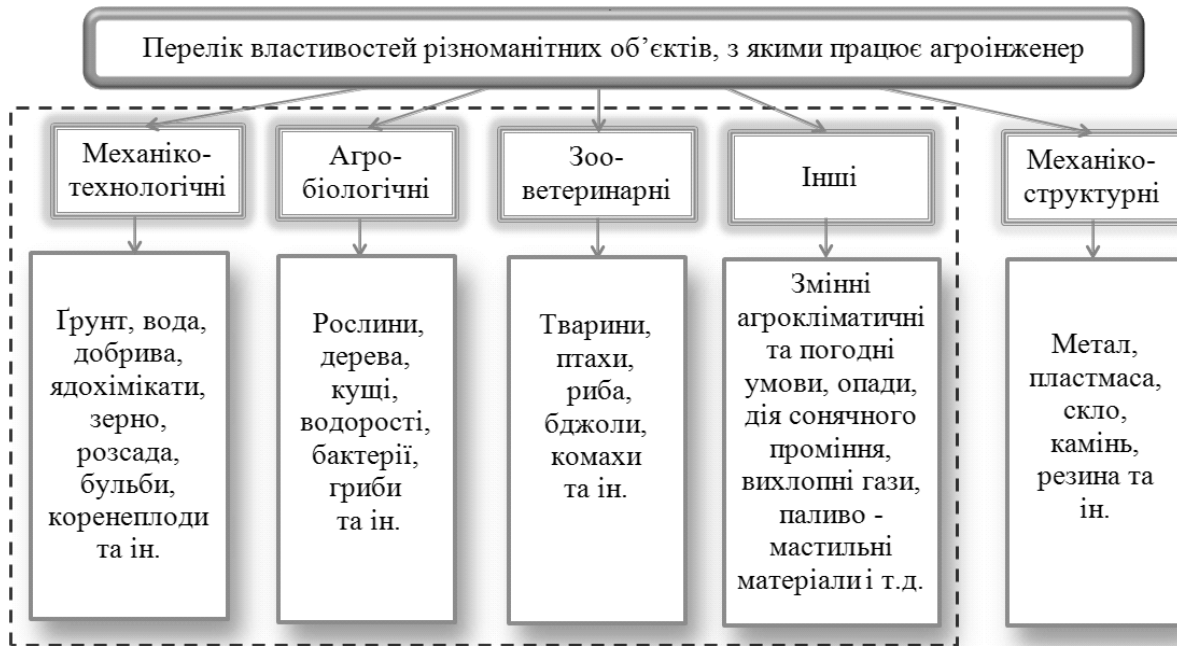 Перелік властивостей різноманітних об’єктів, з якими працює агроінженер
Механіко-
технологічні
Ґрунт, вода,
добрива,
ядохімікати,
зерно,
розсада,
бульби,
коренеплоди
та ін.
Агро-
біологічні
Рослини,
дерева,
кущі,
водорості,
бактерії,
гриби
та ін.
Зоо-
ветеринарні
Тварини,
птахи,
риба,
бджоли,
комахи
та ін.
Інші
Змінні
агрокліматичні
та погодні
умови, опади,
дія сонячного
проміння,
вихлопні гази,
паливо -
мастильні
матеріали і т.д.
Механіко-
структурні
Метал,
пластмаса,
скло,
камінь,
резина та
ін.